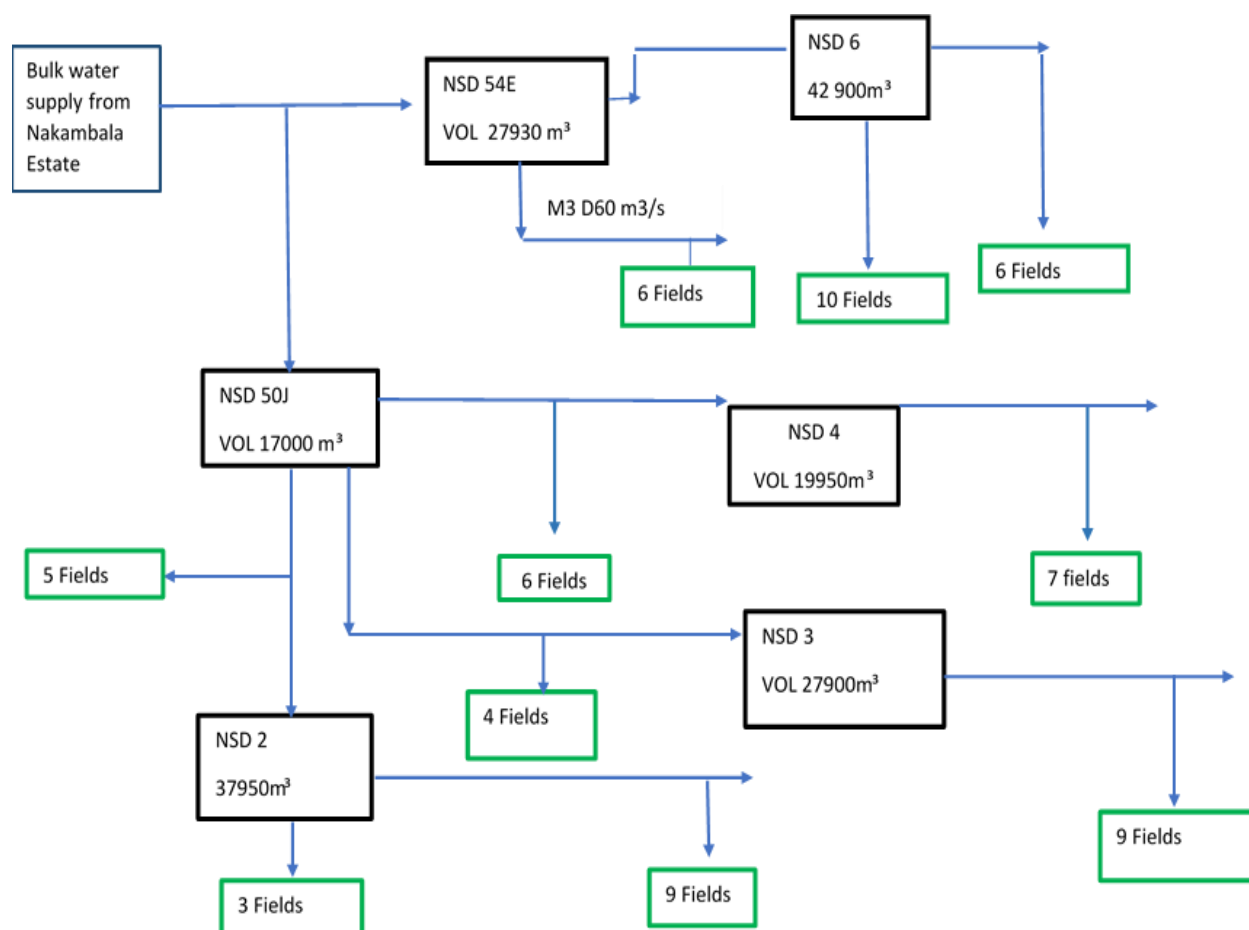 Bulk water
supply from
Nakambala
Estate
NSD 54E
VOL  27930 m³
NSD 6
42 900m³
M3 D60 m3/s
6 Fields
10 Fields
6 Fields
NSD 50J
VOL 17000 m³
NSD 4
VOL 19950m³
5 Fields
6 Fields
7 fields
NSD 3
VOL 27900m³
4 Fields
NSD 2
37950m³
9 Fields
9 Fields
3 Fields